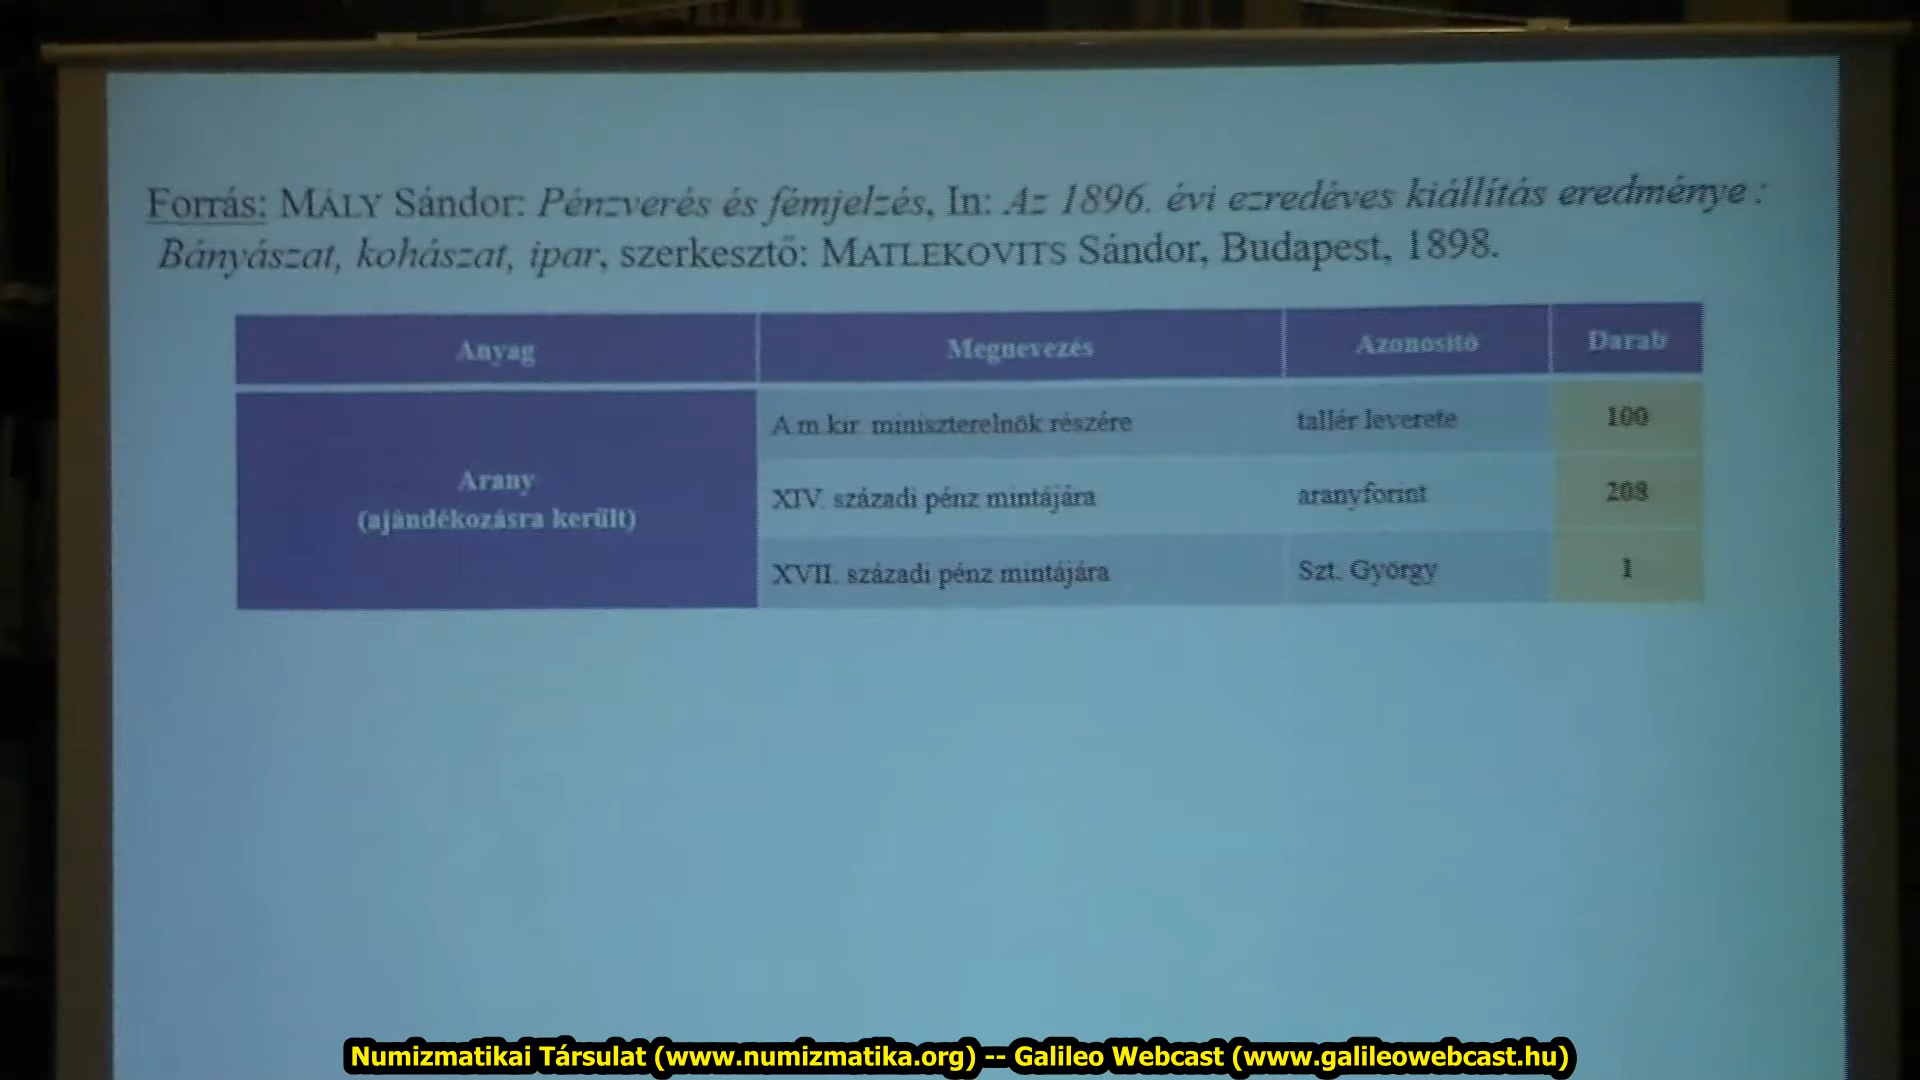 Forrás: MÁLY Sándor: Pénzverés és fémjelzés, In: Az 1896. évi ezredéves kiállítás eredménye :
Bányászat, kohászat, ipar, szerkesztő: MATLEKOVITS Sándor, Budapest, 1898.
Anyag Megnevezés Azonosító Darab
Arany
(ajándékozásra került)
A m.kir. miniszterelnök részére tallér leverete 100
XIV. századi pénz mintájára aranyforint 208
XVII. századi pénz mintájára Szt. György 1
Numizmatikai Társulat (www.numizmatika.org) -- Galileo Webcast (www.galileowebcast.hu)